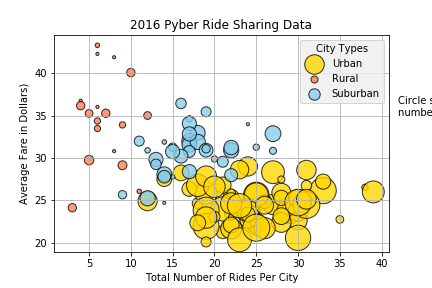 2016 Pyber Ride Sharing Data
City Types
Urban
Rural
Suburban
Circle
number
Average Fare in Dollars)
40
35
30
25
20
5
10
15
20
25
30
35
40
Total Number of Rides Per City